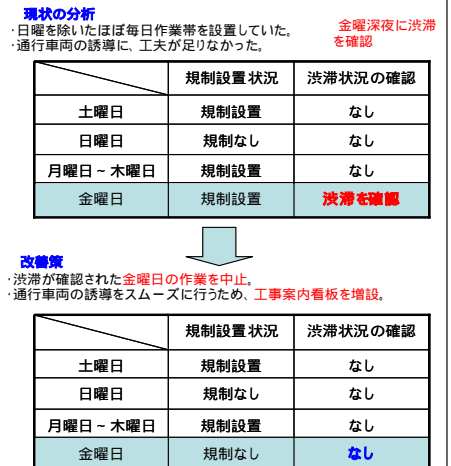 現状の分析
・日曜を除いたほぼ毎日作業帯を設置していた。
・通行車両の誘導に、工夫が足りなかった。
金曜深夜に渋滞
を確認
規制設置状況 渋滞状況の確認
土曜日 規制設置 なし
日曜日 規制なし なし
月曜日~木曜日 規制設置 なし
金曜日 規制設置 渋滞を確認
改善策
・渋滞が確認された金曜日の作業を中止。
・通行車両の誘導をスムーズに行うため、工事案内看板を増設。
規制設置状況 渋滞状況の確認
土曜日 規制設置 なし
日曜日 規制なし なし
月曜日~木曜日 規制設置 なし
金曜日 規制なし なし